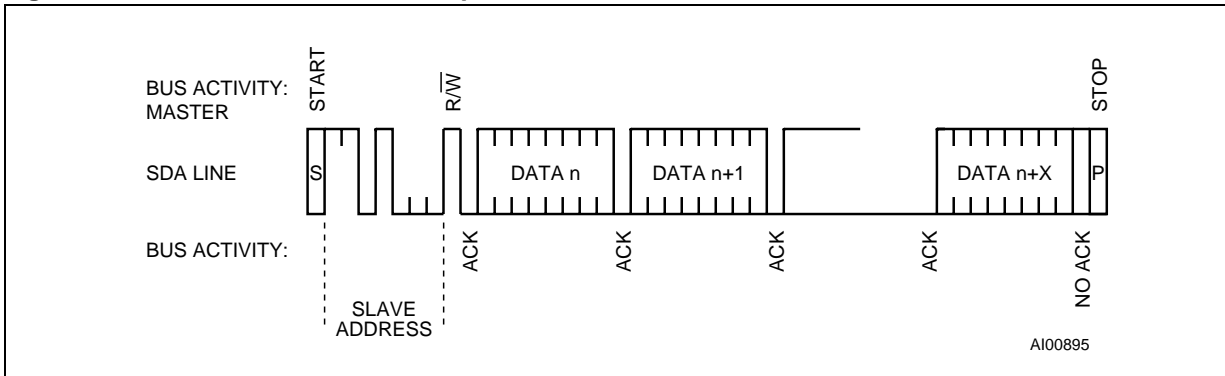 BUS ACTIVITY:
MASTER
START
R/W
STOP
SDA LINE
S
DATA n
DATA n+1
DATA n+X
P
BUS ACTIVITY:
ACK
ACK
ACK
ACK
NO ACK
SLAVE
ADDRESS
AI00895